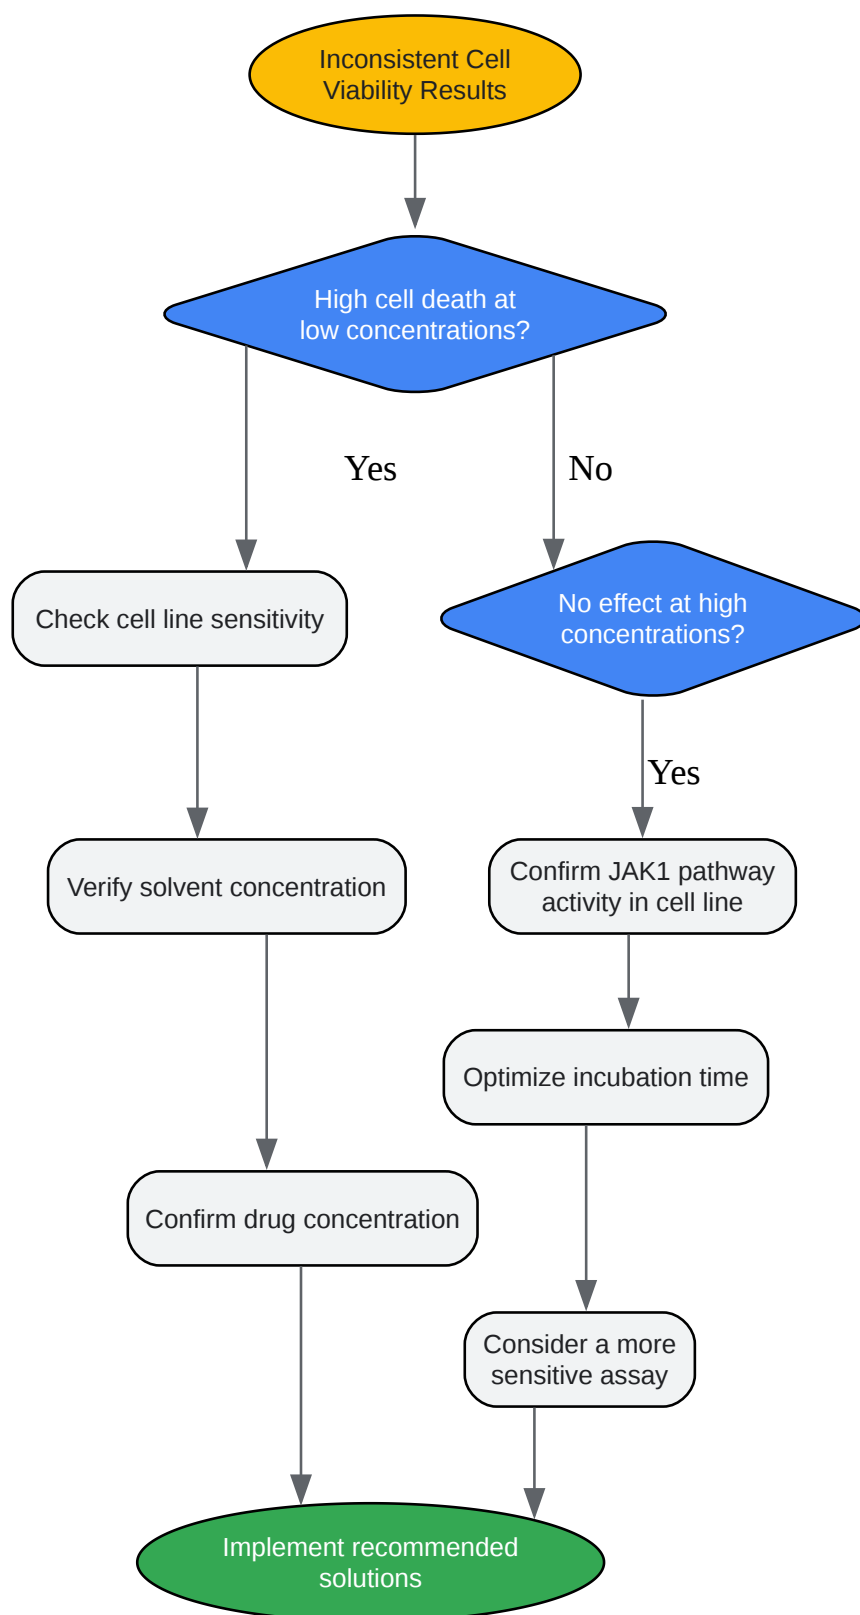 Inconsistent Cell
Viability Results
High cell death at
low concentrations?
Yes
No
Check cell line sensitivity
No effect at high
concentrations?
Yes
Verify solvent concentration
Confirm JAK1 pathway
activity in cell line
Optimize incubation time
Confirm drug concentration
Consider a more
sensitive assay
Implement recommended
solutions